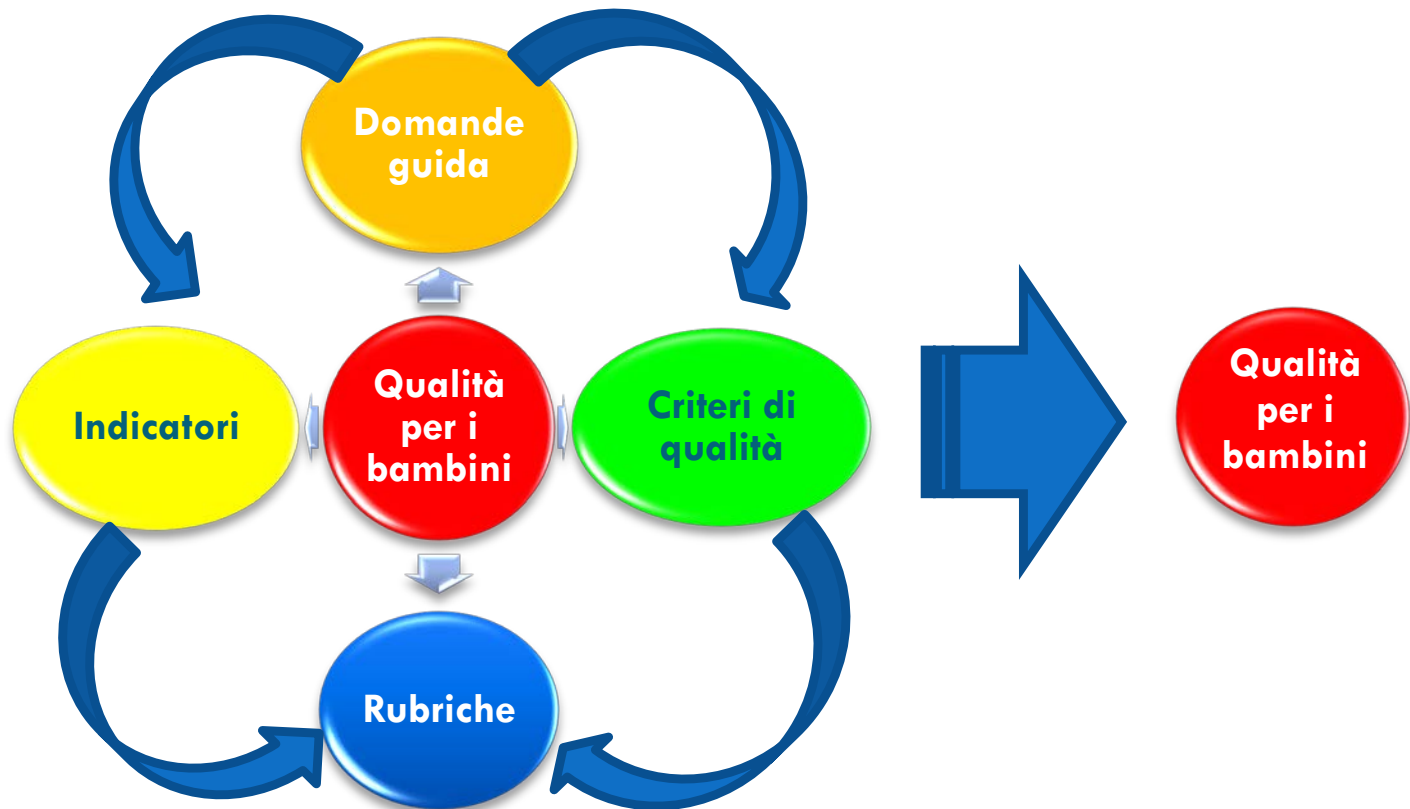 Domande
guida
Indicatori
Qualità
per i
bambini
Criteri di
qualità
Rubriche
Qualità
per i
bambini